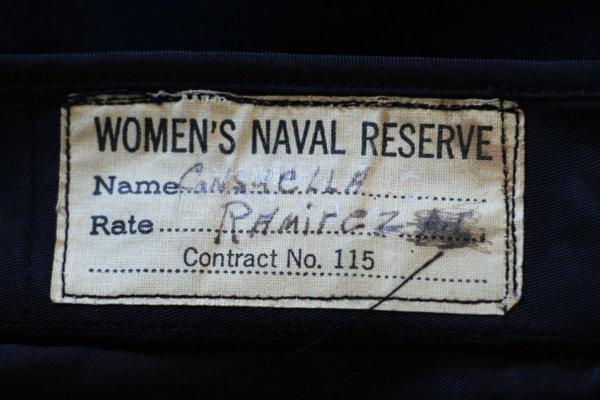 WOMEN'S NAVAL RESERVE
Name
Rate RAMIrEZ
Contract No. 115